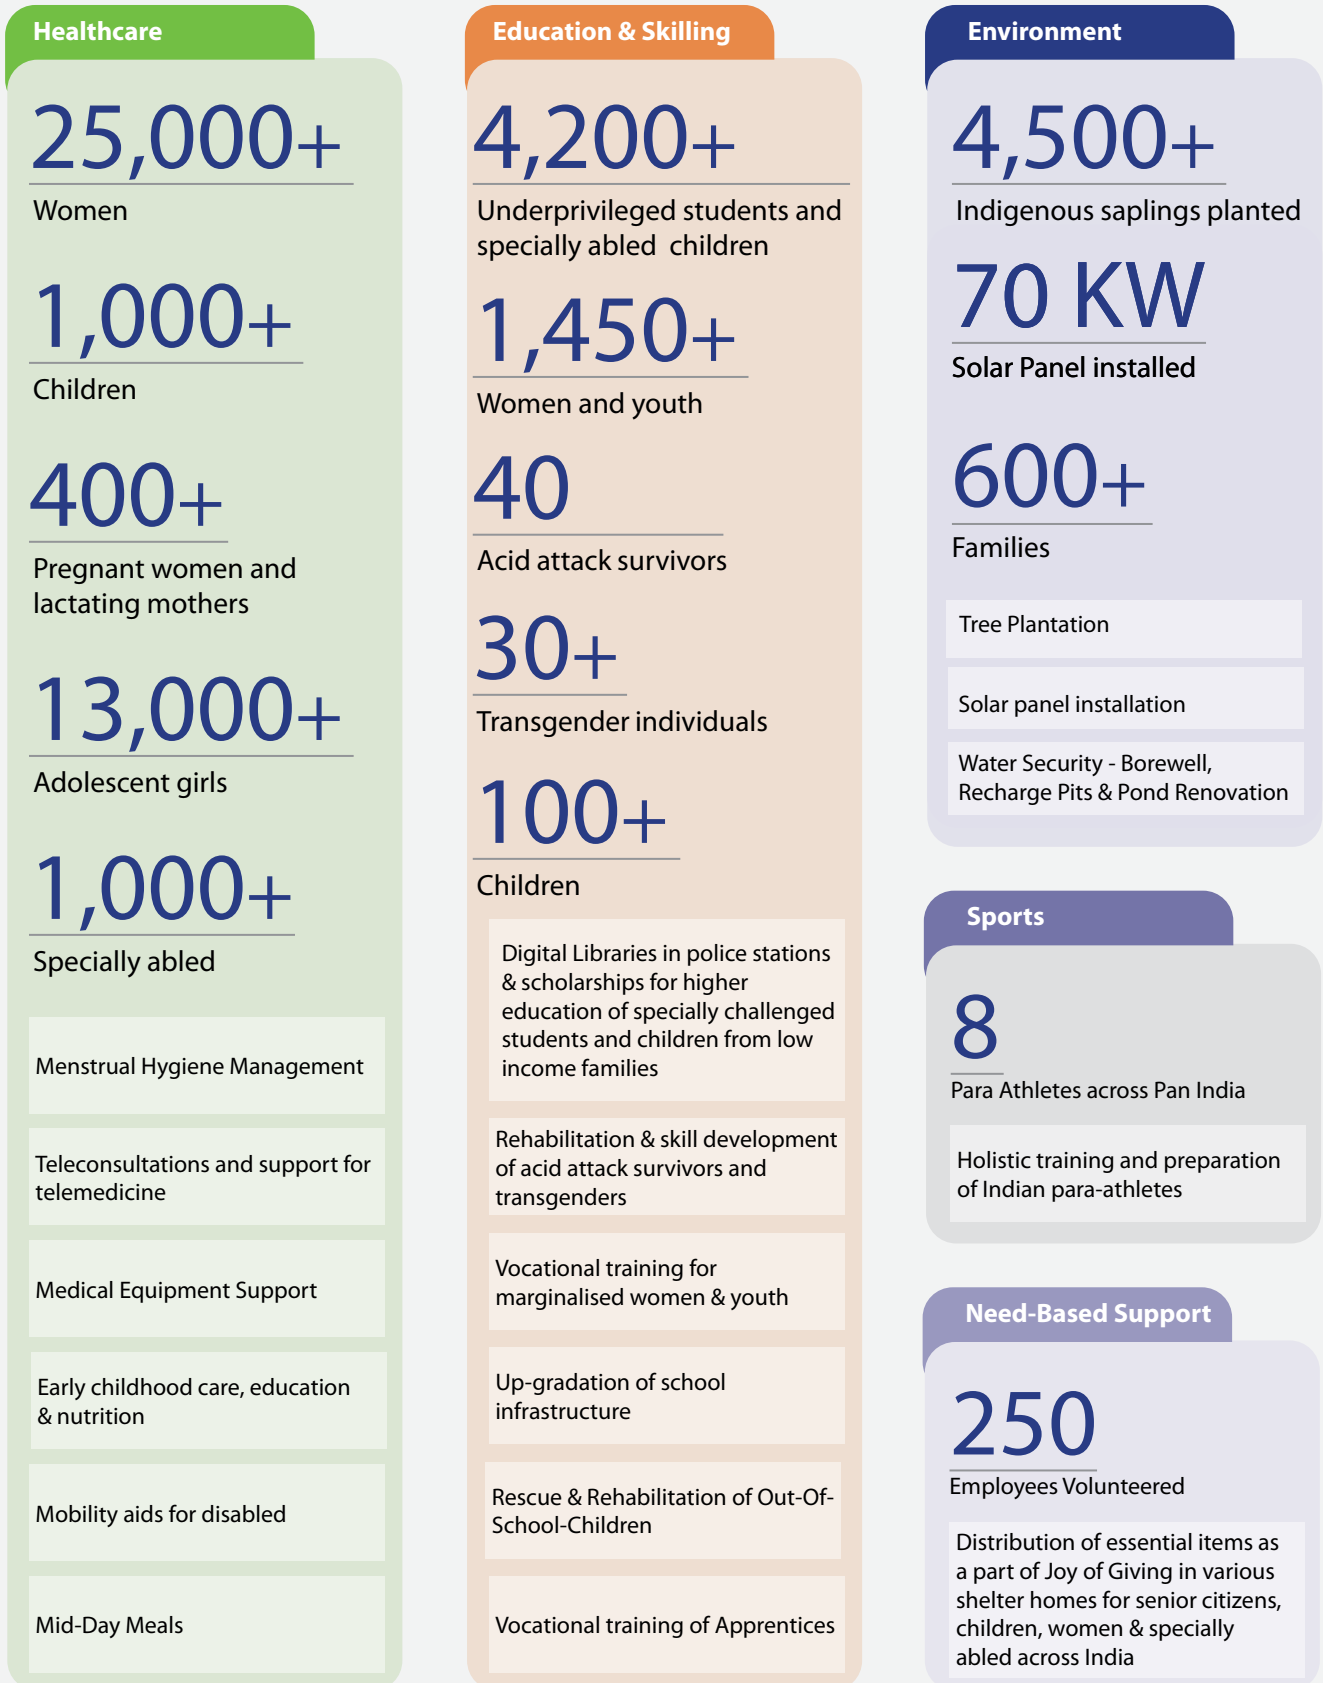 Healthcare
25,000+
Women
1,000+
Children
400+
Pregnant women and
lactating mothers
13,000+
Adolescent girls
1,000+
Specially abled
Menstrual Hygiene Management
Teleconsultations and support for
telemedicine
Medical Equipment Support
Early childhood care, education
& nutrition
Mobility aids for disabled
Mid-Day Meals
Education & Skilling
4,200+
Underprivileged students and
specially abled children
1,450+
Women and youth
40
Acid attack survivors
30+
Transgender individuals
100+
Children
Digital Libraries in police stations
& scholarships for higher
education of specially challenged
students and children from low
income families
Rehabilitation & skill development
of acid attack survivors and
transgenders
Vocational training for
marginalised women & youth
Up-gradation of school
infrastructure
Rescue & Rehabilitation of Out-Of-
School-Children
Vocational training of Apprentices
Environment
4,500+
Indigenous saplings planted
70 KW
Solar Panel installed
600+
Families
Tree Plantation
Solar panel installation
Water Security - Borewell,
Recharge Pits & Pond Renovation
Sports
8
Para Athletes across Pan India
Holistic training and preparation
of Indian para-athletes
Need-Based Support
250
Employees Volunteered
Distribution of essential items as
a part of Joy of Giving in various
shelter homes for senior citizens,
children, women & specially
abled across India